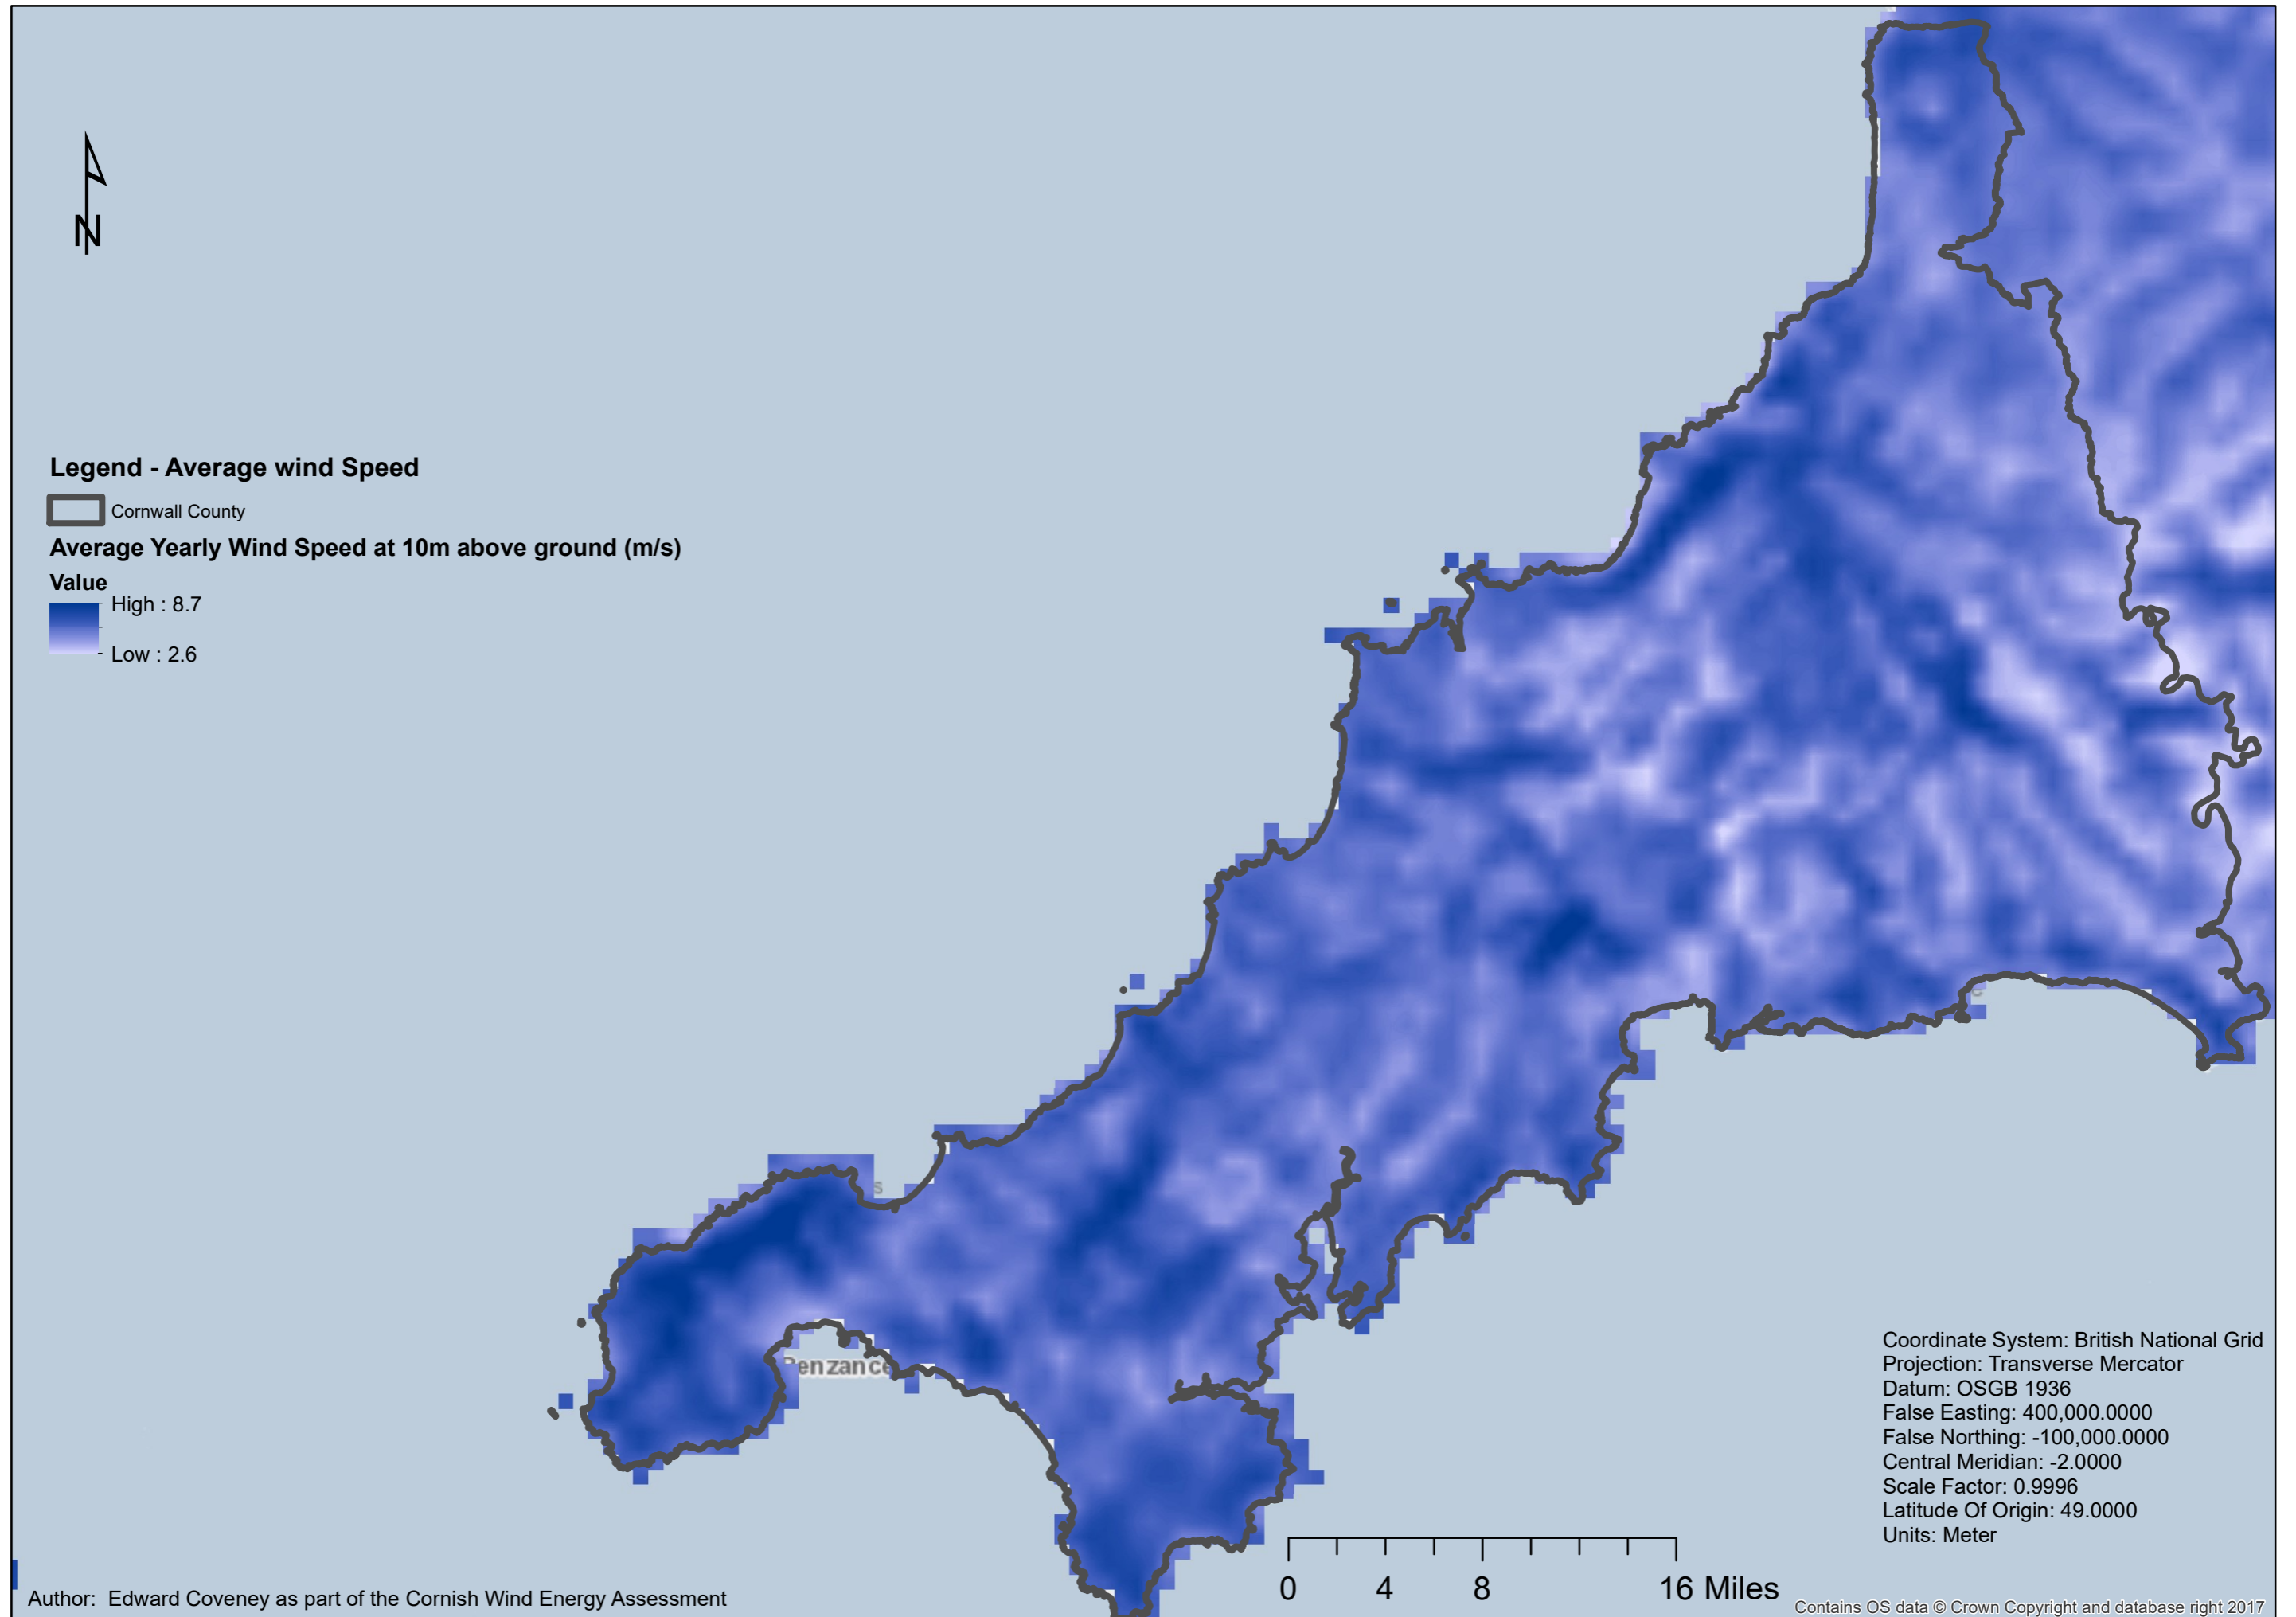 N
Legend - Average wind Speed
Cornwall County
Average Yearly Wind Speed at 10m above ground (m/s)
Value
High : 8.7
Low : 2.6
Penzance
Coordinate System: British National Grid
Projection: Transverse Mercator
Datum: OSGB 1936
False Easting: 400,000.0000
False Northing: -100,000.0000
Central Meridian: -2.0000
Scale Factor: 0.9996
Latitude Of Origin: 49.0000
Units: Meter
0 4 8 16 Miles
Author: Edward Coveney as part of the Cornish Wind Energy Assessment
Contains OS data © Crown Copyright and database right 2017